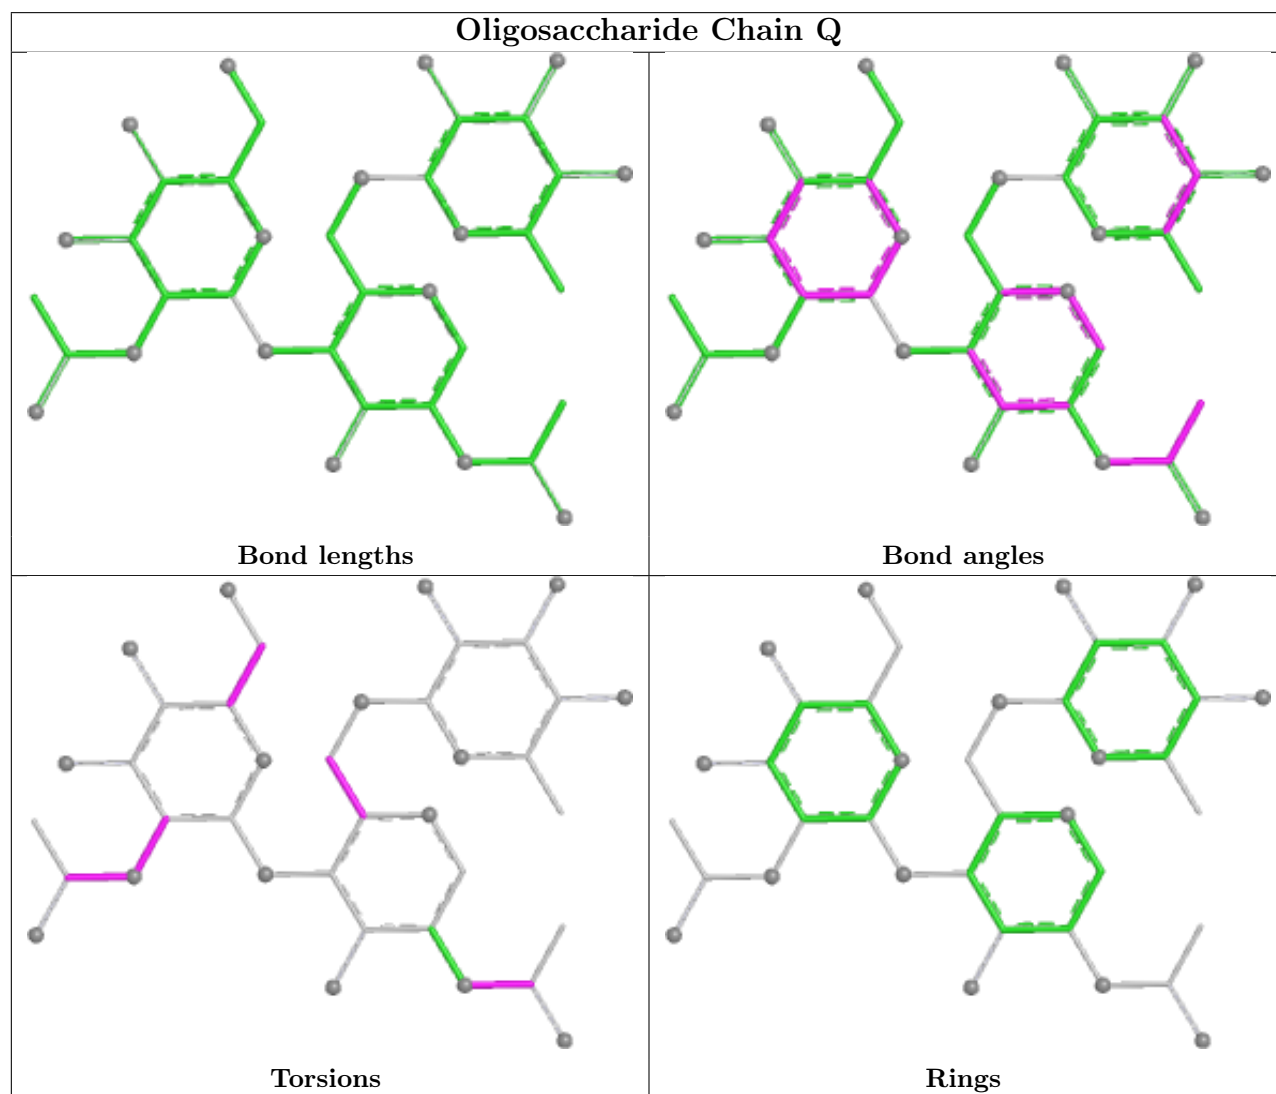 Oligosaccharide Chain Q
Bond lengths
Bond angles
Torsions
Rings